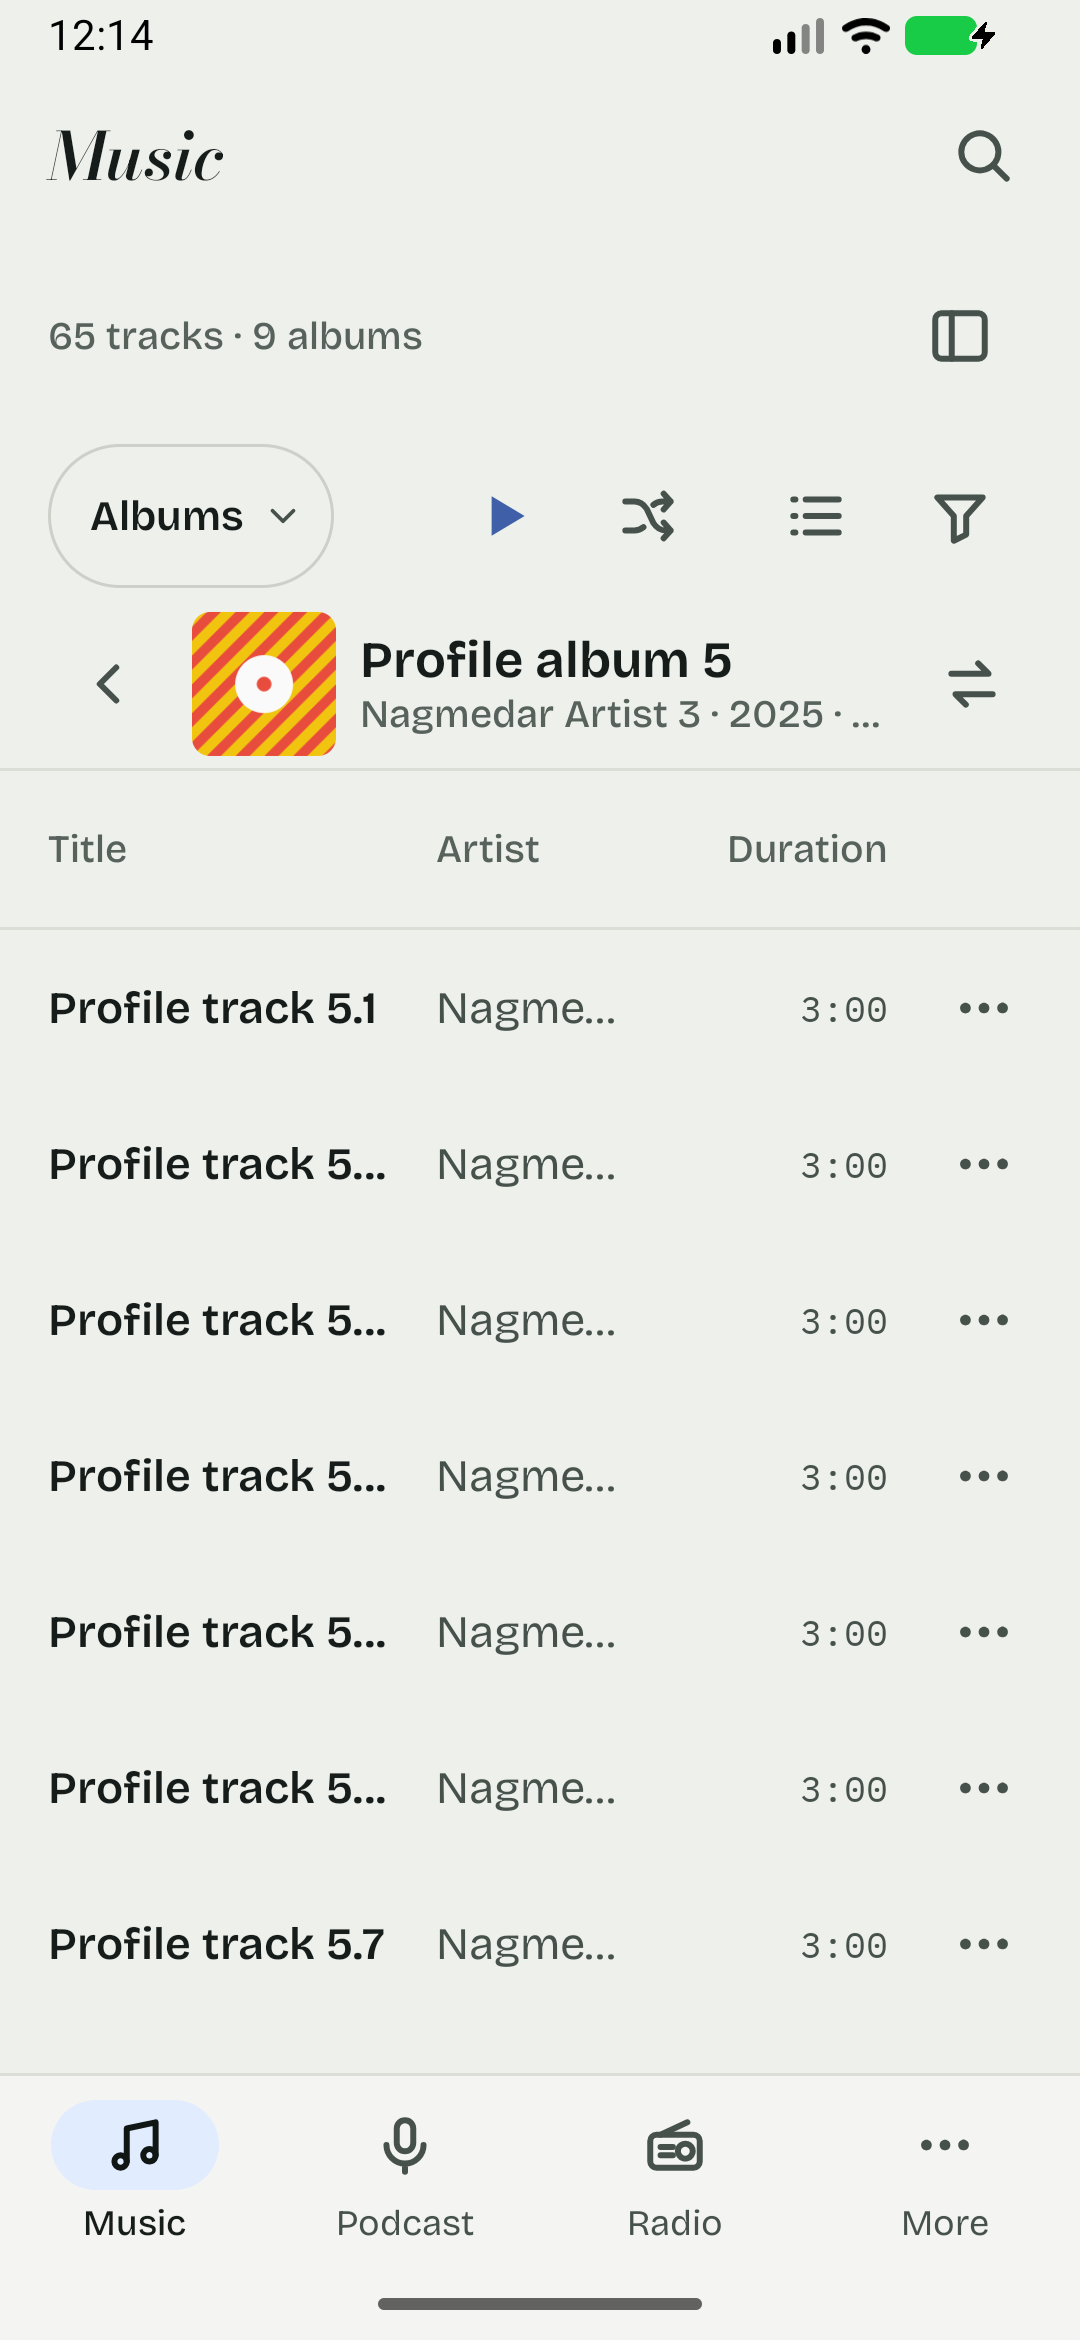 12:14
Music
65 tracks · 9 albums
Albums
Profile album 5
Nagmedar Artist 3 · 2025 · ...
Title Artist Duration
Profile track 5.1 Nagme... 3:00
Profile track 5... Nagme... 3:00
Profile track 5... Nagme... 3:00
Profile track 5... Nagme... 3:00
Profile track 5... Nagme... 3:00
Profile track 5... Nagme... 3:00
Profile track 5.7 Nagme... 3:00
Music Podcast Radio More